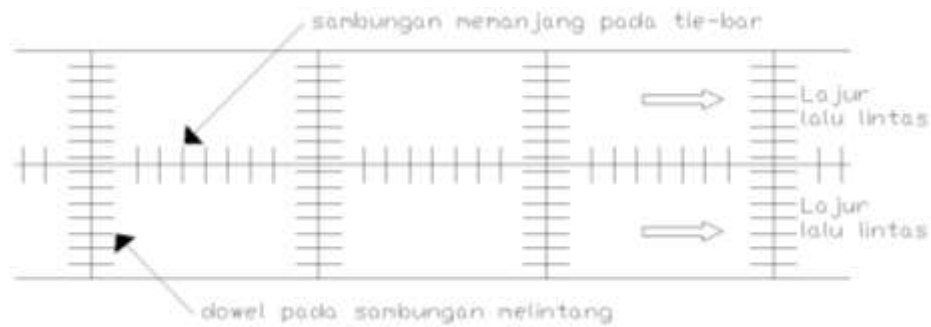 sambungan memanjang pada tie-bar
Lajur
lalu lintas
Lajur
lalu lintas
dowel pada sambungan melintang